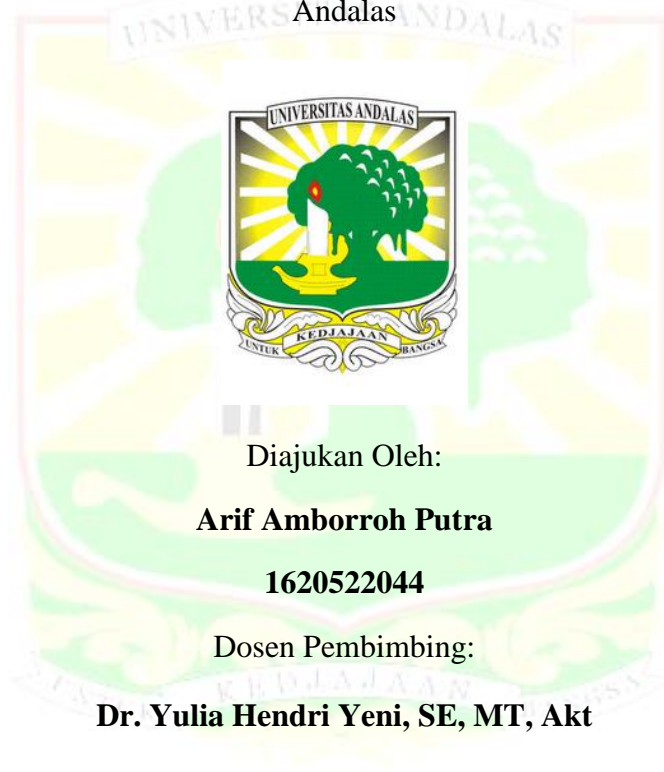 Andalas
UNIVERSITAS ANDALAS
UNTUK KEDJAJAAN BANGSA
Diajukan Oleh:
Arif Amborroh Putra
1620522044
Dosen Pembimbing:
Dr. Yulia Hendri Yeni, SE, MT, Akt